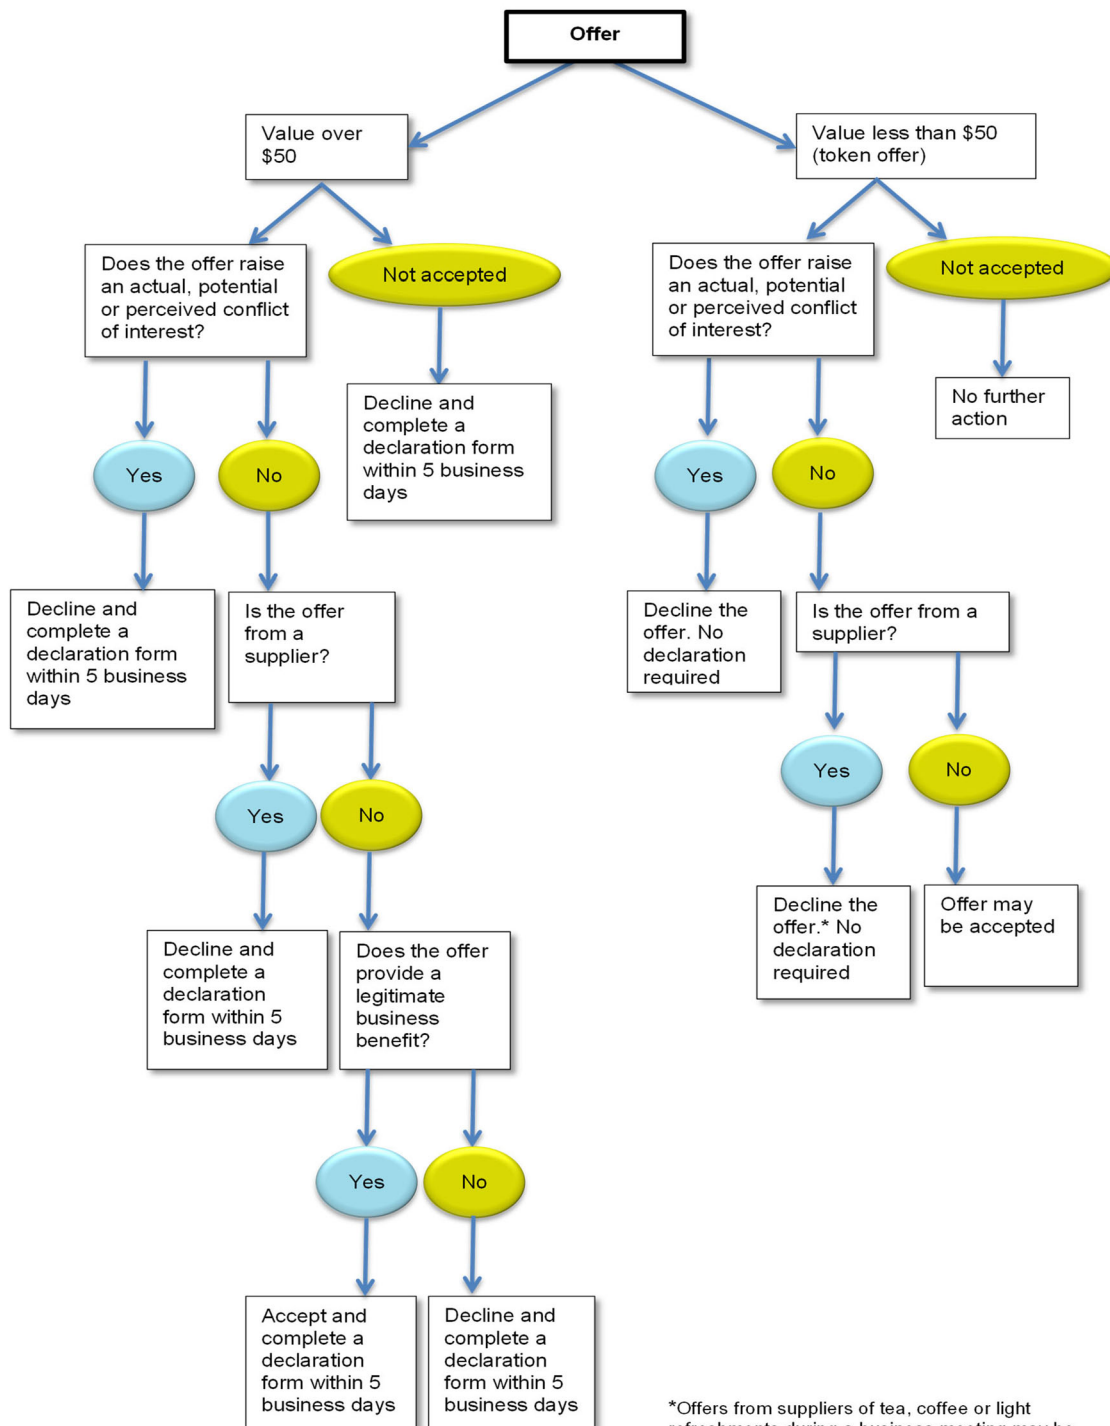 Offer
Value over
$50
Value less than $50
(token offer)
Does the offer raise
an actual, potential
or perceived conflict
of interest?
Not accepted
Does the offer raise
an actual, potential
or perceived conflict
of interest?
Not accepted
Decline and
complete a
declaration form
within 5 business
days
No further
action
Yes
No
Yes
No
Decline and
complete a
declaration form
within 5 business
days
Is the offer
from a
supplier?
Decline the
offer. No
declaration
required
Is the offer from a
supplier?
Yes
No
Yes
No
Decline and
complete a
declaration
form within 5
business days
Does the offer
provide a
legitimate
business
benefit?
Decline the
offer.* No
declaration
required
Offer may
be accepted
Yes
No
Accept and
complete a
declaration
form within 5
business days
Decline and
complete a
declaration
form within 5
business days
*Offers from suppliers of tea, coffee or light
refreshments during a business meeting may be